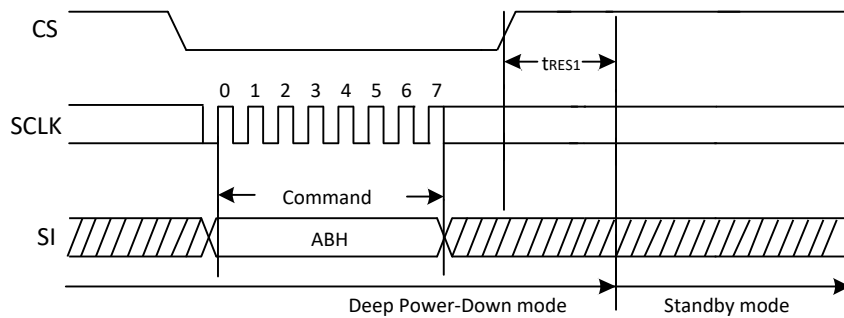 CS
tRES1
0 1 2 3 4 5 6 7
SCLK
Command
SI
ABH
Deep Power-Down mode Standby mode